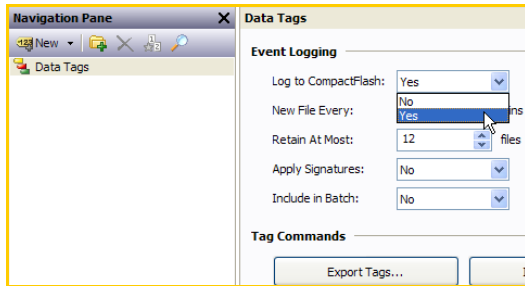 Navigation Pane X
New
Data Tags
Data Tags
Event Logging
Log to CompactFlash: Yes
No
Yes
New File Every: ins
Retain At Most: 12 files
Apply Signatures: No
Include in Batch: No
Tag Commands
Export Tags...